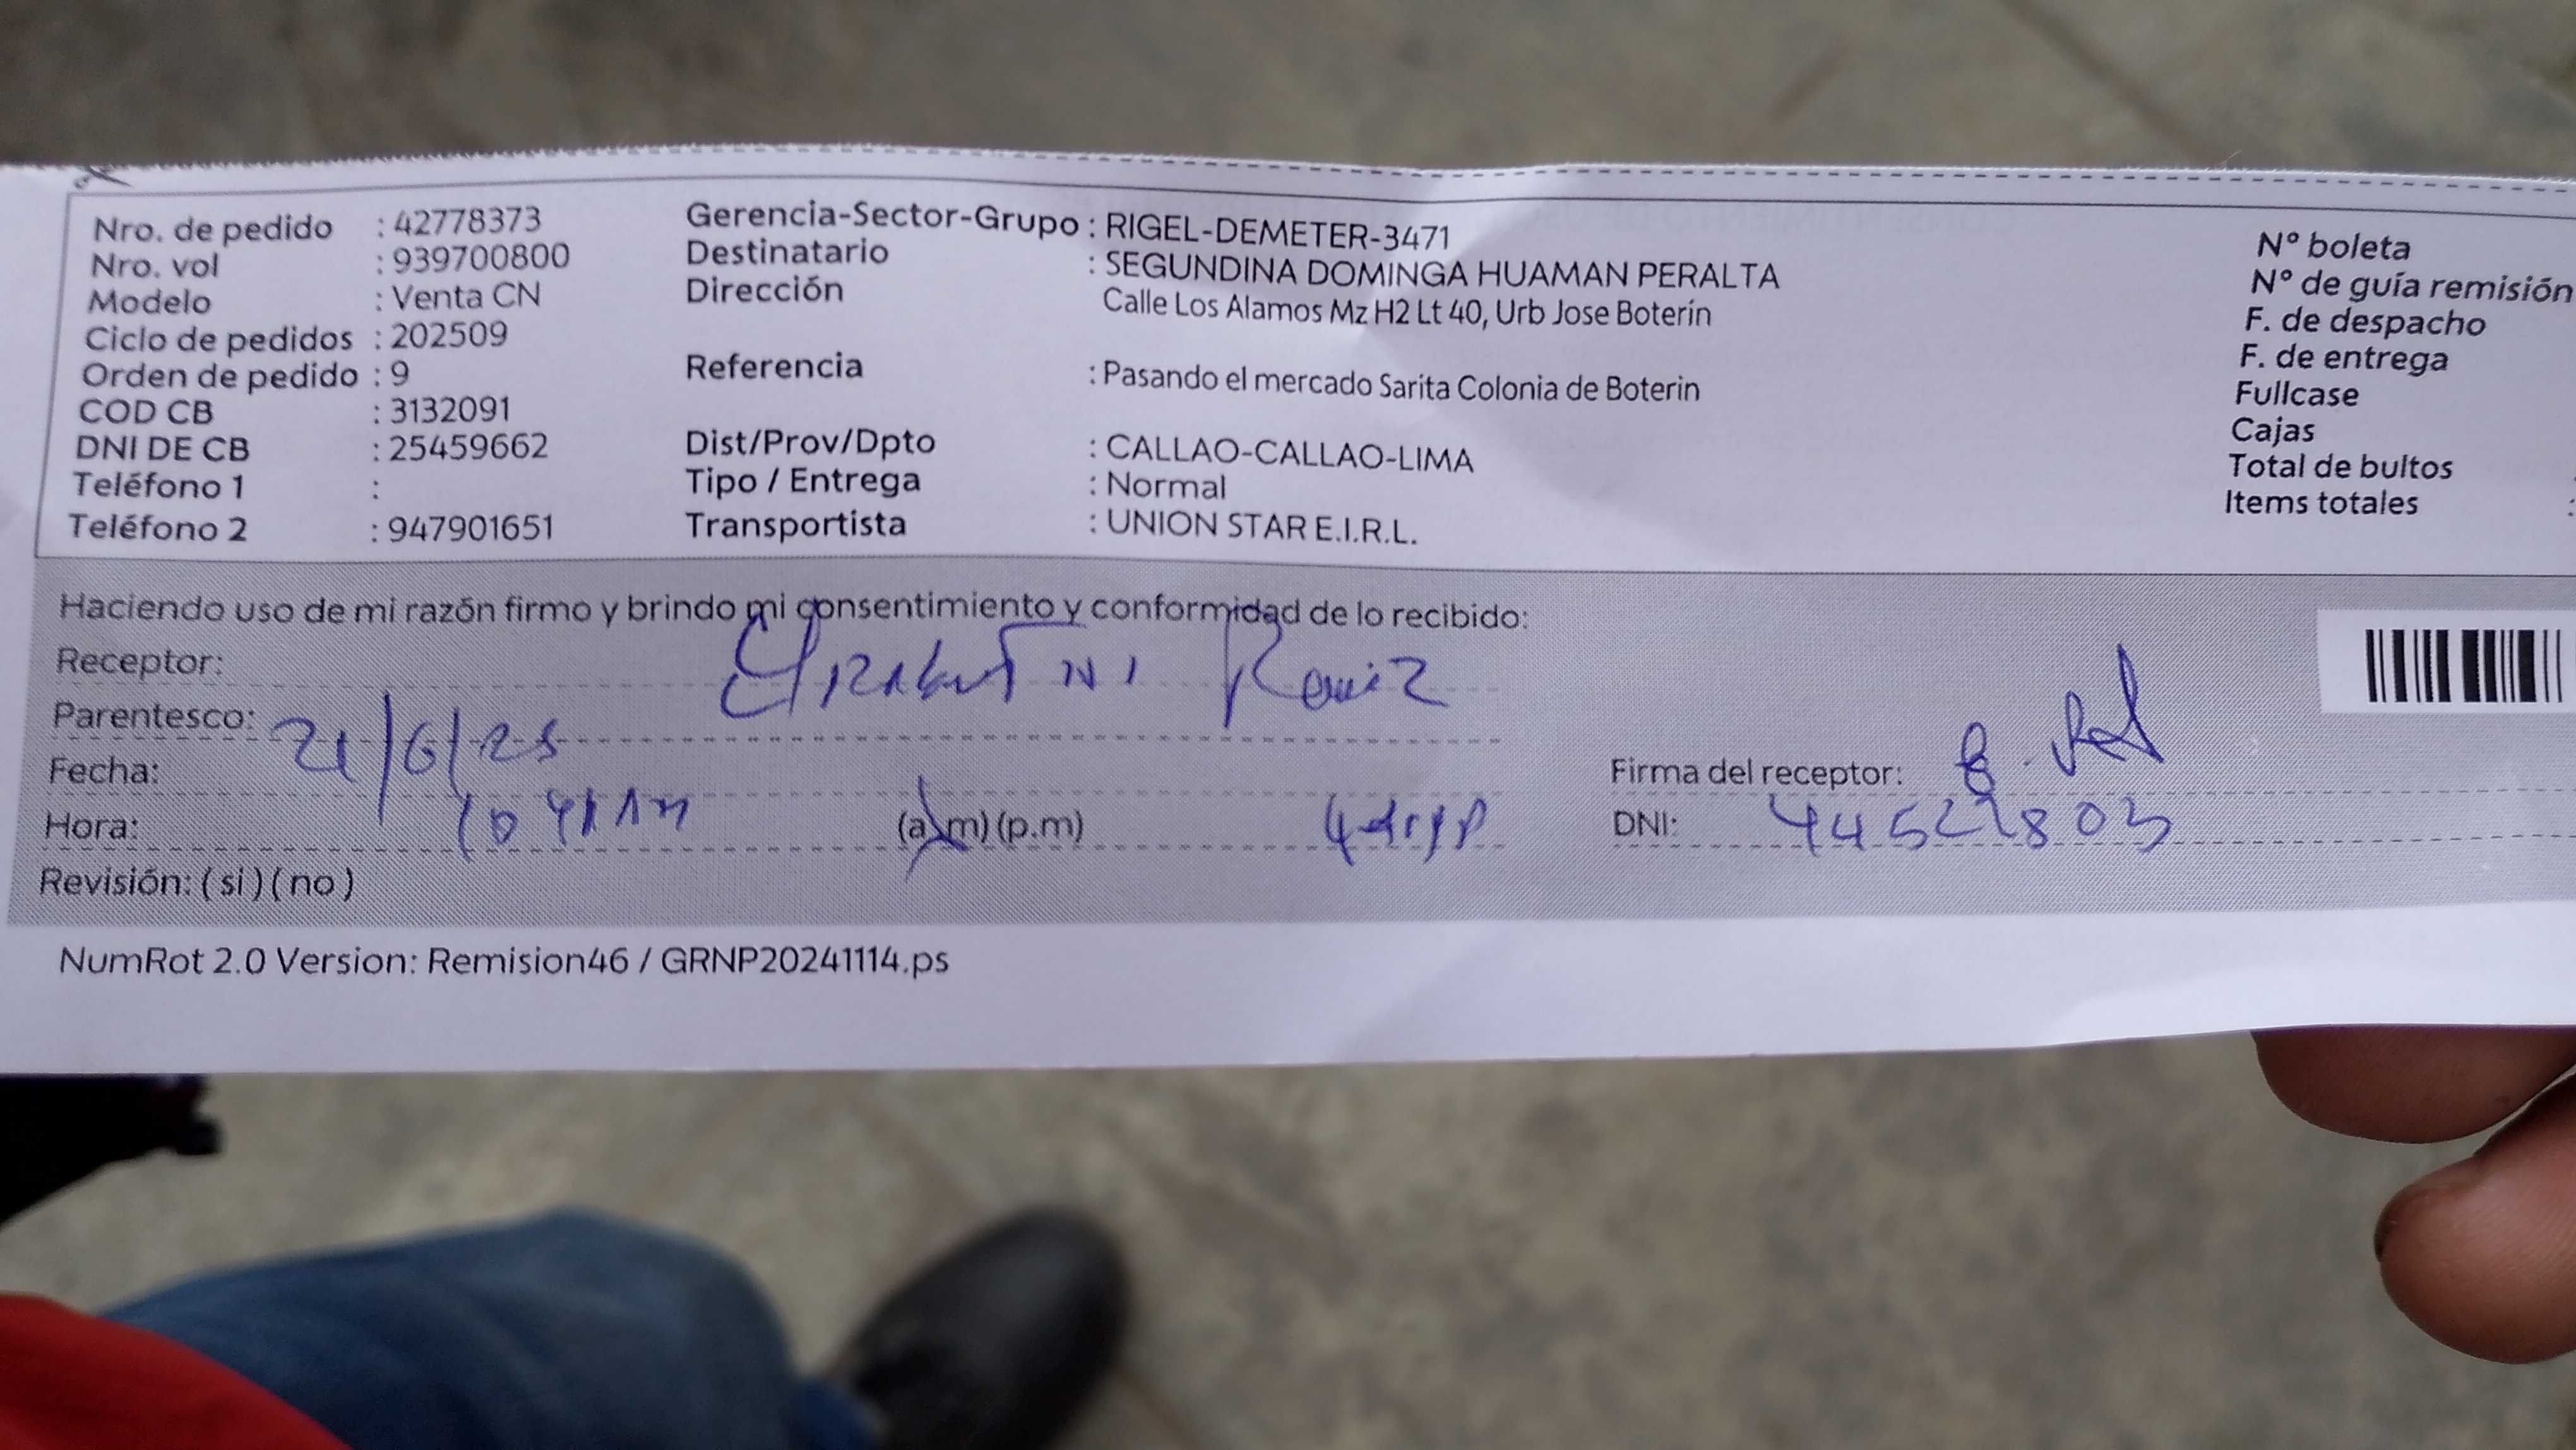 Nro. de pedido : 42778373
Nro. vol : 939700800
Modelo : Venta CN
Ciclo de pedidos : 202509
Orden de pedido : 9
COD CB : 3132091
DNI DE CB : 25459662
Teléfono 1 :
Teléfono 2 : 947901651
Gerencia-Sector-Grupo : RIGEL-DEMETER-3471
Destinatario : SEGUNDINA DOMINGA HUAMAN PERALTA
Dirección Calle Los Alamos Mz H2 Lt 40, Urb Jose Boterín
Referencia : Pasando el mercado Sarita Colonia de Boterin
Dist/Prov/Dpto : CALLAO-CALLAO-LIMA
Tipo / Entrega : Normal
Transportista : UNION STAR E.I.R.L.
N° boleta
N° de guía remisión
F. de despacho
F. de entrega
Fullcase
Cajas
Total de bultos
Items totales :
Haciendo uso de mi razón firmo y brindo mi consentimiento y conformidad de lo recibido:
Receptor:
Parentesco:
Fecha: 21/6/25
Hora: (a.m) (p.m)
Revisión: (si) (no)
Firma del receptor:
DNI:
NumRot 2.0 Version: Remision46 / GRNP20241114.ps